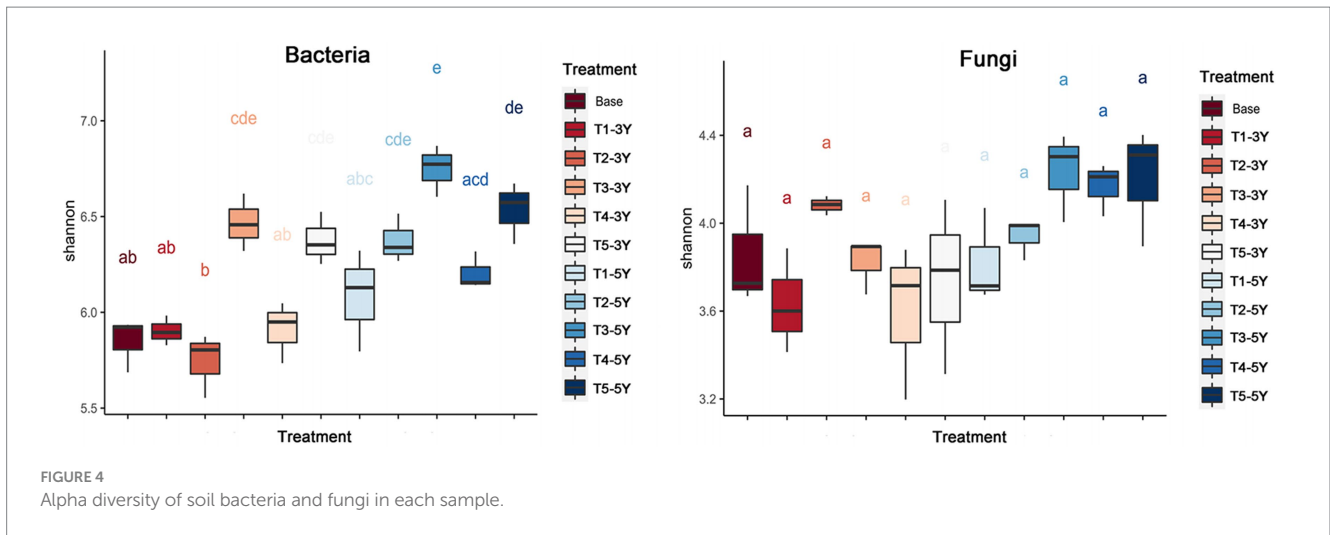 Bacteria
shannon
7.0
6.5
6.0
5.5
ab
ab
b
cde
ab
cde
abc
cde
e
acd
de
Treatment
Treatment
Base
T1-3Y
T2-3Y
T3-3Y
T4-3Y
T5-3Y
T1-5Y
T2-5Y
T3-5Y
T4-5Y
T5-5Y
Fungi
shannon
4.4
4.0
3.6
3.2
a
a
a
a
a
a
a
a
a
a
a
Treatment
Treatment
Base
T1-3Y
T2-3Y
T3-3Y
T4-3Y
T5-3Y
T1-5Y
T2-5Y
T3-5Y
T4-5Y
T5-5Y
FIGURE 4
Alpha diversity of soil bacteria and fungi in each sample.